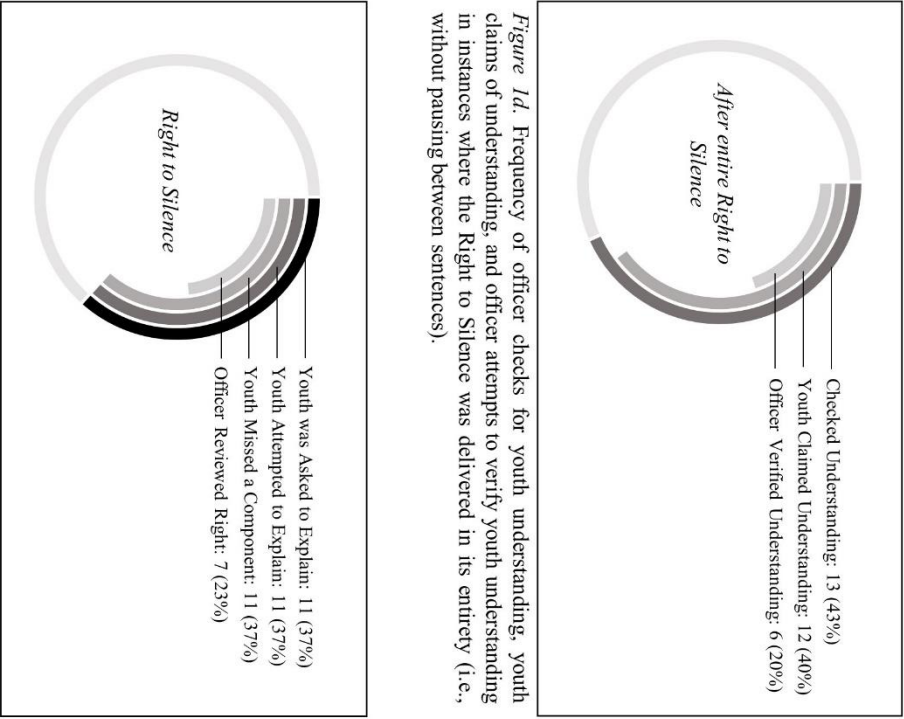 After entire Right to
Silence
Checked Understanding: 13 (43%)
Youth Claimed Understanding: 12 (40%)
Officer Verified Understanding: 6 (20%)
Figure 1d. Frequency of officer checks for youth understanding, youth
claims of understanding, and officer attempts to verify youth understanding
in instances where the Right to Silence was delivered in its entirety (i.e.,
without pausing between sentences).
Right to Silence
Youth was Asked to Explain: 11 (37%)
Youth Attempted to Explain: 11 (37%)
Youth Missed a Component: 11 (37%)
Officer Reviewed Right: 7 (23%)